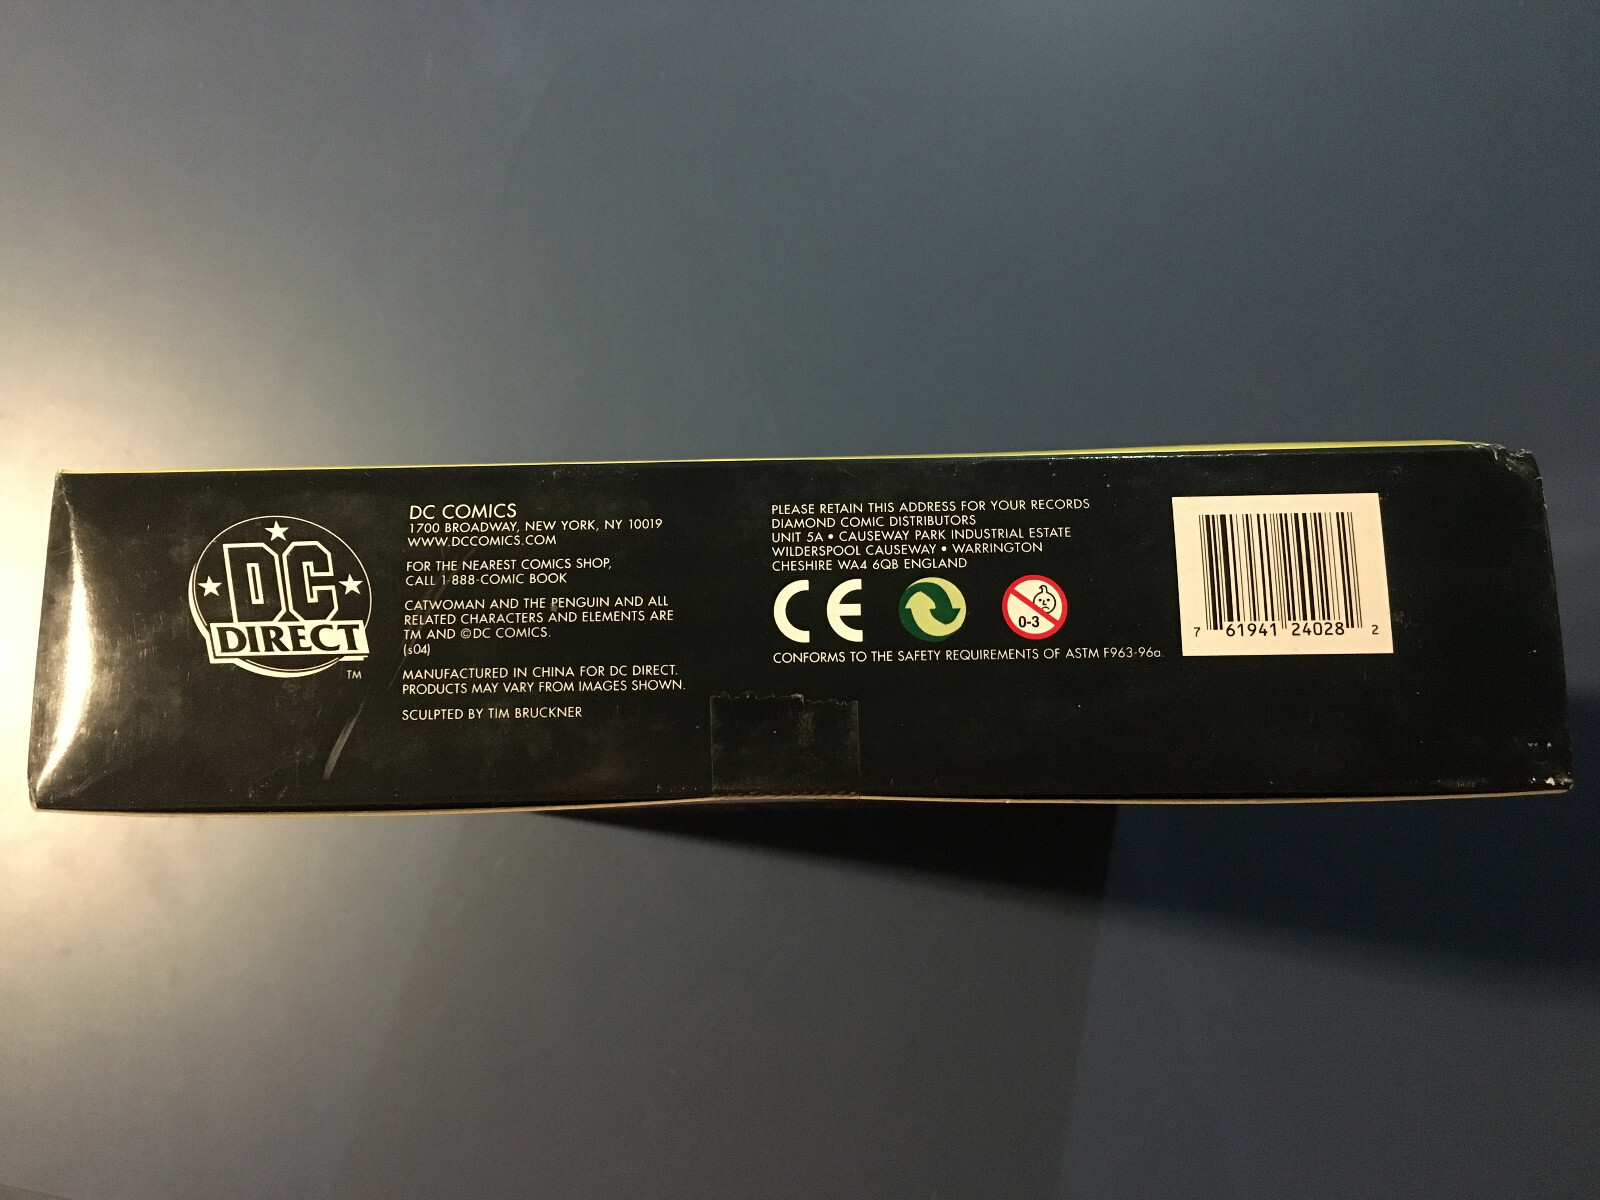 DC
DIRECT
TM
DC COMICS
1700 BROADWAY, NEW YORK, NY 10019
WWW.DCCOMICS.COM
FOR THE NEAREST COMICS SHOP,
CALL 1-888-COMIC BOOK
CATWOMAN AND THE PENGUIN AND ALL
RELATED CHARACTERS AND ELEMENTS ARE
TM AND ©DC COMICS.
(s04)
MANUFACTURED IN CHINA FOR DC DIRECT.
PRODUCTS MAY VARY FROM IMAGES SHOWN.
SCULPTED BY TIM BRUCKNER
PLEASE RETAIN THIS ADDRESS FOR YOUR RECORDS
DIAMOND COMIC DISTRIBUTORS
UNIT 5A • CAUSEWAY PARK INDUSTRIAL ESTATE
WILDERSPOOL CAUSEWAY • WARRINGTON
CHESHIRE WA4 6QB ENGLAND
CE
0-3
CONFORMS TO THE SAFETY REQUIREMENTS OF ASTM F963-96a.
7 61941 24028 2